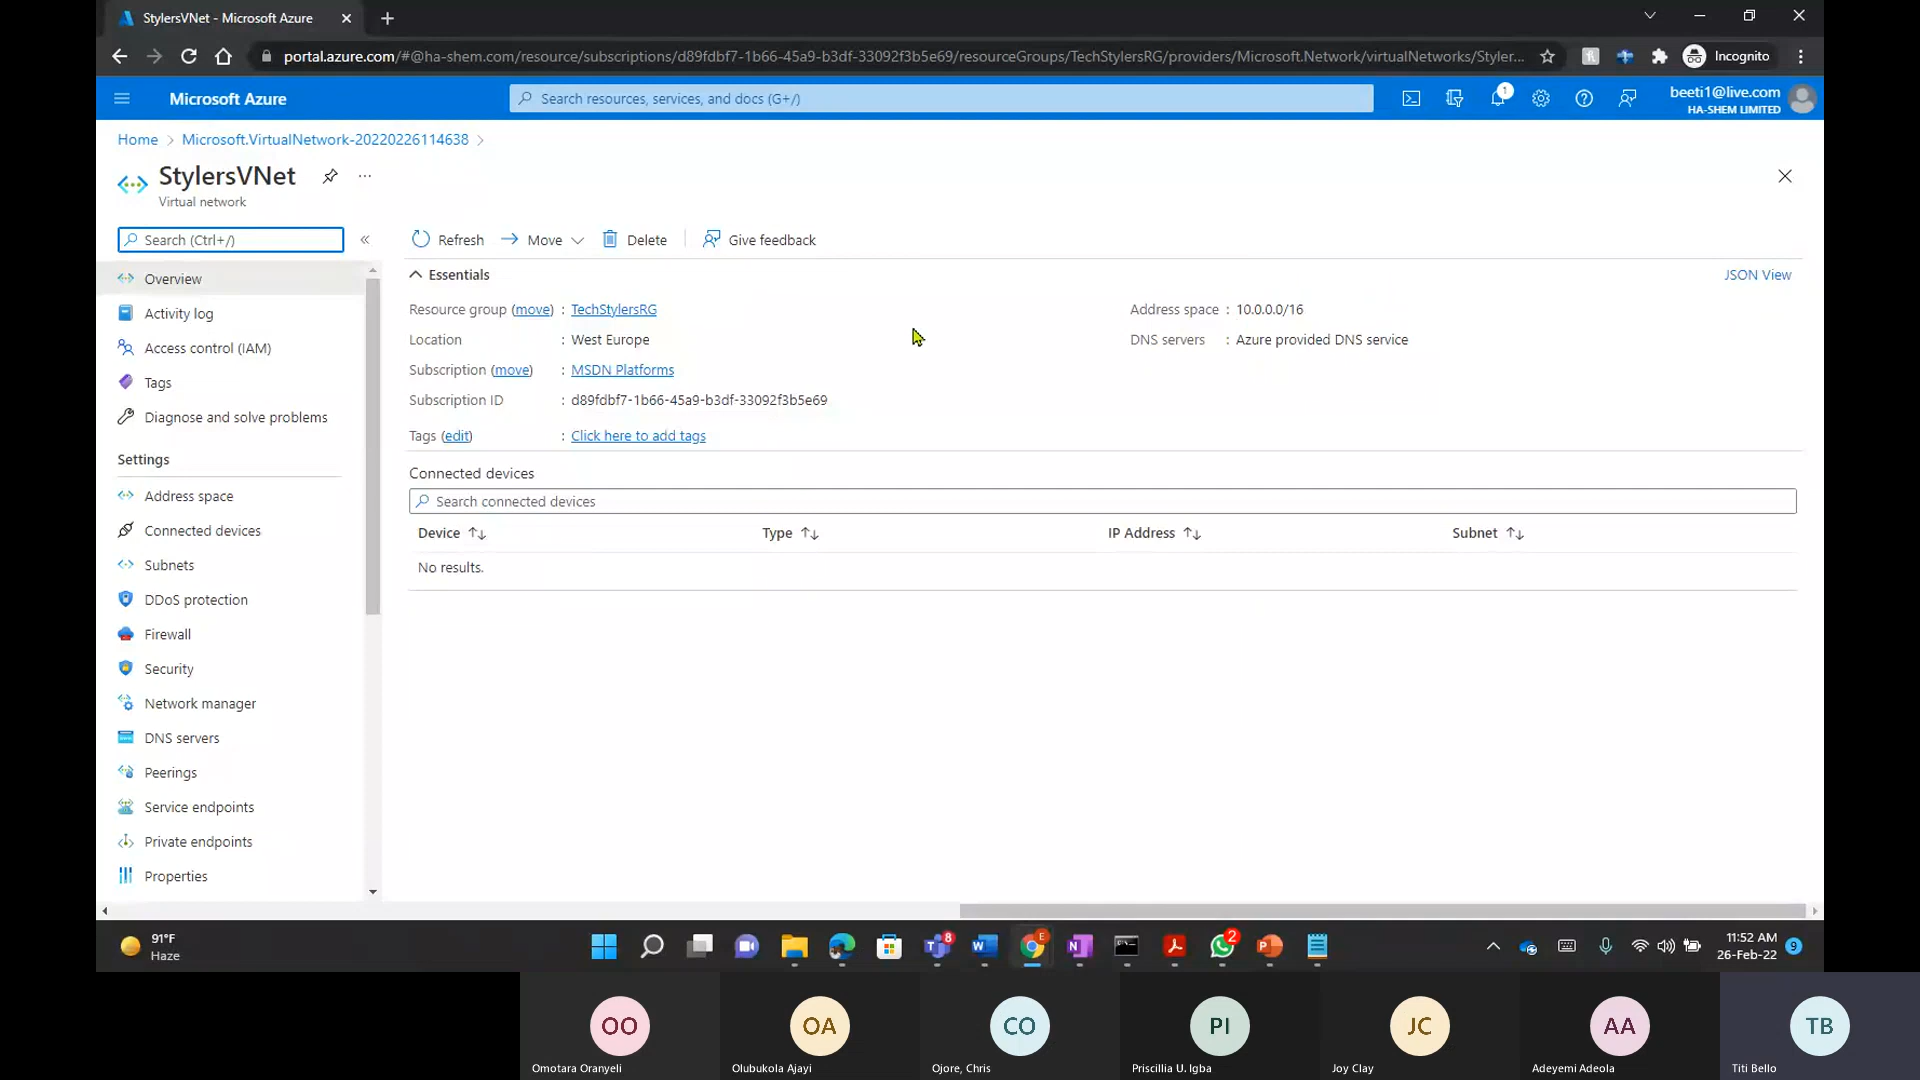 StylersVNet - Microsoft Azure
portal.azure.com/#@ha-shem.com/resource/subscriptions/d89fdbf7-1b66-45a9-b3df-33092f3b5e69/resourceGroups/TechStylersRG/providers/Microsoft.Network/virtualNetworks/Styler...
Incognito
Microsoft Azure
Search resources, services, and docs (G+/)
1
beeti1@live.com
HA-SHEM LIMITED
Home > Microsoft.VirtualNetwork-20220226114638 >
StylersVNet
Virtual network
Search (Ctrl+/)
Refresh
Move
Delete
Give feedback
Overview
Activity log
Access control (IAM)
Tags
Diagnose and solve problems
Settings
Address space
Connected devices
Subnets
DDoS protection
Firewall
Security
Network manager
DNS servers
Peerings
Service endpoints
Private endpoints
Properties
Essentials
JSON View
Resource group (move) : TechStylersRG
Location : West Europe
Subscription (move) : MSDN Platforms
Subscription ID : d89fdbf7-1b66-45a9-b3df-33092f3b5e69
Tags (edit) : Click here to add tags
Address space : 10.0.0.0/16
DNS servers : Azure provided DNS service
Connected devices
Search connected devices
Device Type IP Address Subnet
No results.
91°F
Haze
8
E
2
11:52 AM
26-Feb-22
9
OO
Omotara Oranyeli
OA
Olubukola Ajayi
CO
Ojore, Chris
PI
Priscillia U. Igba
JC
Joy Clay
AA
Adeyemi Adeola
TB
Titi Bello